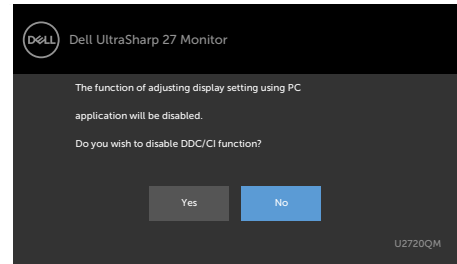 DELL
Dell UltraSharp 27 Monitor
The function of adjusting display setting using PC
application will be disabled.
Do you wish to disable DDC/CI function?
Yes No
U2720QM